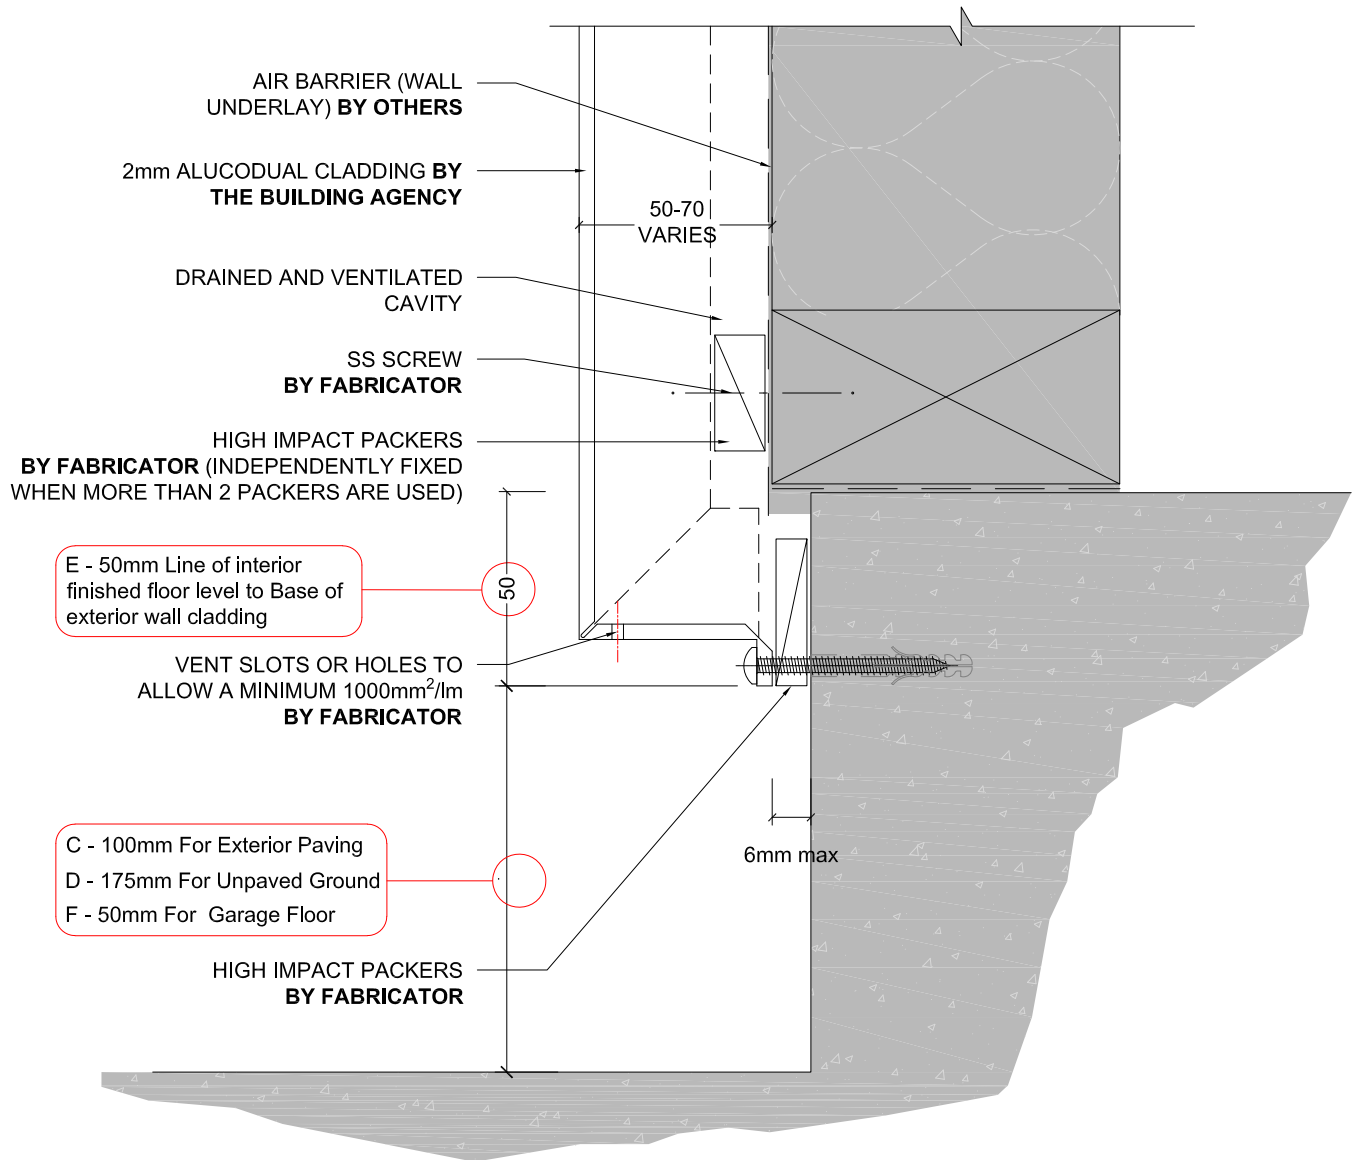 AIR BARRIER (WALL
UNDERLAY) BY OTHERS
2mm ALUCODUAL CLADDING BY
THE BUILDING AGENCY
50-70
VARIES
DRAINED AND VENTILATED
CAVITY
SS SCREW
BY FABRICATOR
HIGH IMPACT PACKERS
BY FABRICATOR (INDEPENDENTLY FIXED
WHEN MORE THAN 2 PACKERS ARE USED)
E - 50mm Line of interior
finished floor level to Base of
exterior wall cladding
50
VENT SLOTS OR HOLES TO
ALLOW A MINIMUM 1000mm²/lm
BY FABRICATOR
C - 100mm For Exterior Paving
D - 175mm For Unpaved Ground
F - 50mm For  Garage Floor
6mm max
HIGH IMPACT PACKERS
BY FABRICATOR